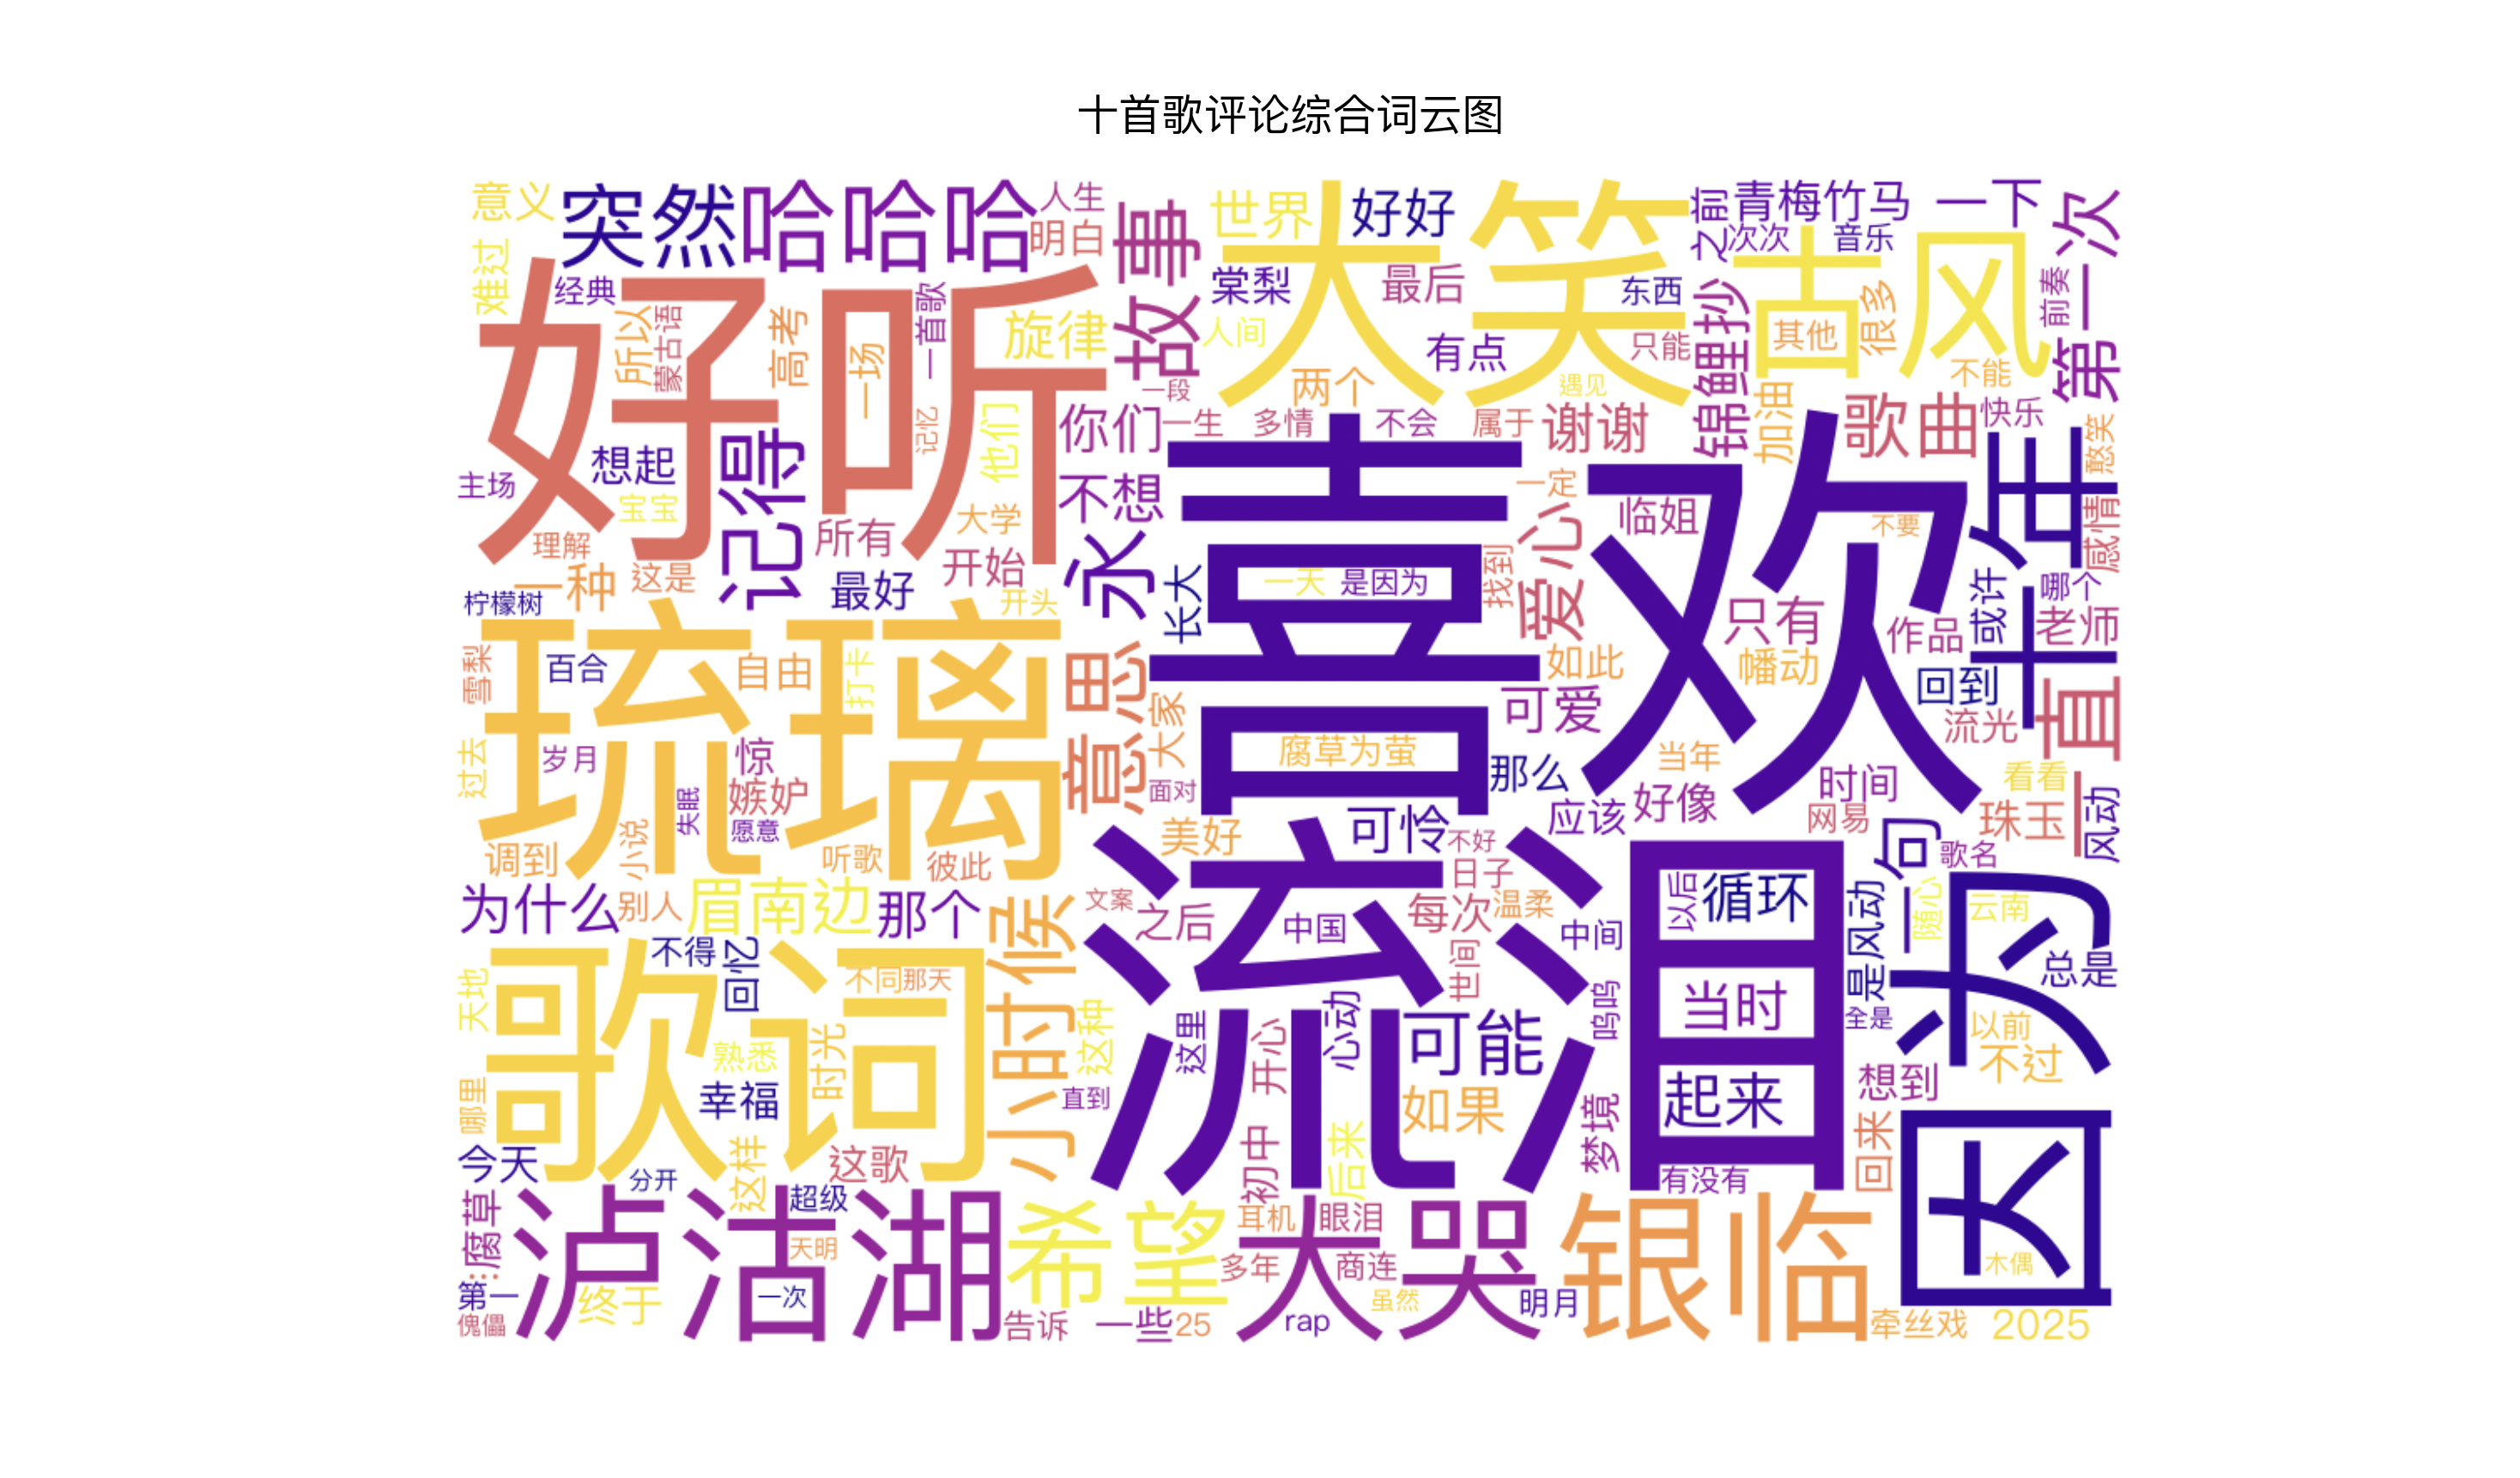 十首歌评论综合词云图
意义
突然
哈哈哈
人生
明白
故事
世界
好好
大笑
之前
青梅竹马
一下
第一次
难过
经典
好听
一首歌
旋律
棠梨
最后
人间
有点
东西
只能
次次
音乐
古风
其他
很多
前奏
所以
蒙古语
高考
一场
记忆
他们
一段
两个
遇见
锦鲤抄
加油
不能
歌曲
快乐
想起
记得
你们
一生
多情
不会
属于
谢谢
十年
憨笑
主场
宝宝
理解
所有
大学
不想
喜欢
一定
临姐
不要
感情
一种
这是
最好
开始
永远
长大
一天
是因为
找到
爱心
只有
作品
或许
哪个
老师
柠檬树
开头
琉璃
雪梨
百合
自由
打卡
意思
大家
如此
幡动
回到
一直
可爱
流光
过去
岁月
惊
嫉妒
失眠
愿意
面对
腐草为萤
那么
当年
时间
看看
调到
小说
听歌
彼此
美好
可怜
不好
应该
好像
网易
一句
珠玉
风动
歌名
为什么
别人
眉南边
那个
小时候
文案
之后
流泪
日子
中国
每次
温柔
中间
以后
循环
是风动
随心
云南
因为
总是
歌词
不得
回忆
不同
那天
世间
当时
全是
以前
不过
天地
熟悉
时光
这种
这里
开心
心动
可能
呜呜
起来
想到
哪里
幸福
直到
如果
梦境
回来
今天
分开
这样
这歌
初中
后来
有没有
腐草
泸沽湖
超级
天明
一次
希望
耳机
眼泪
大哭
多年
商连
银临
木偶
第一
傀儡
终于
告诉
一些
25
rap
虽然
明月
牵丝戏
2025